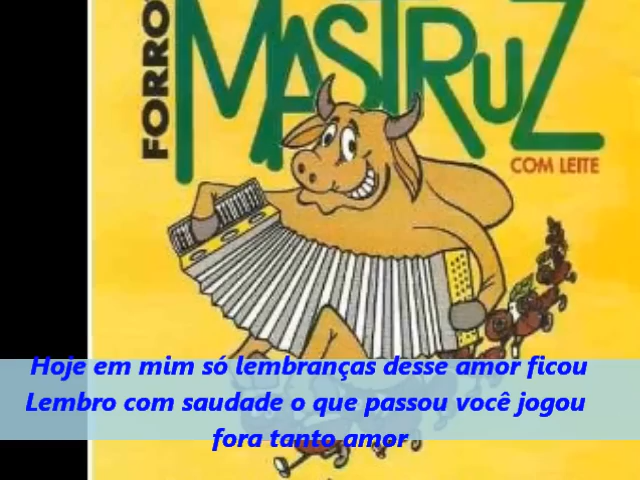 FORRÓ
MASTRUZ
COM LEITE
Hoje em mim só lembranças desse amor ficou
Lembro com saudade o que passou você jogou
fora tanto amor